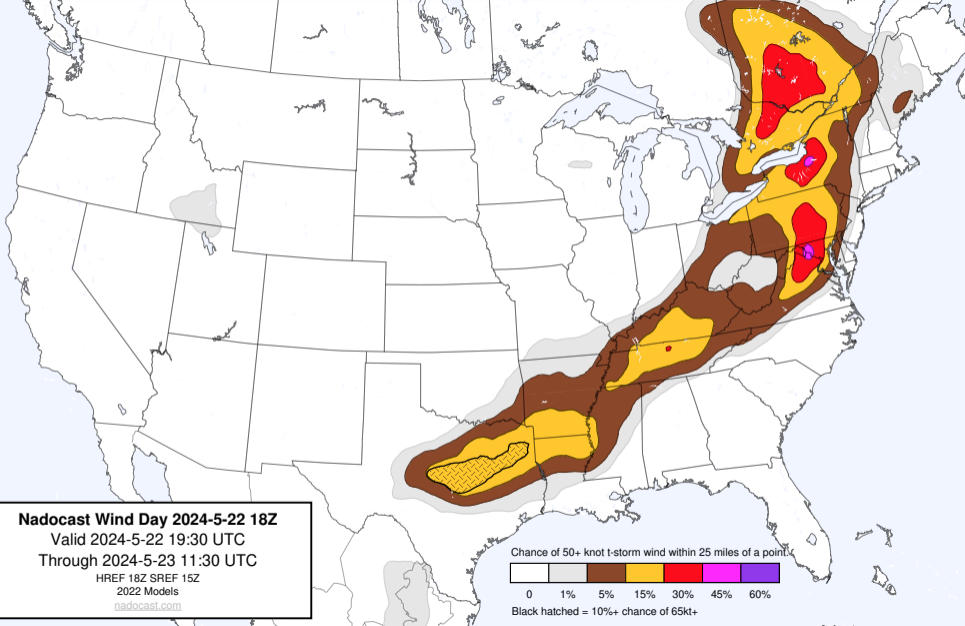 Nadocast Wind Day 2024-5-22 18Z
Valid 2024-5-22 19:30 UTC
Through 2024-5-23 11:30 UTC
HREF 18Z SREF 15Z
2022 Models
nadocast.com
Chance of 50+ knot t-storm wind within 25 miles of a point.
0 1% 5% 15% 30% 45% 60%
Black hatched = 10%+ chance of 65kt+